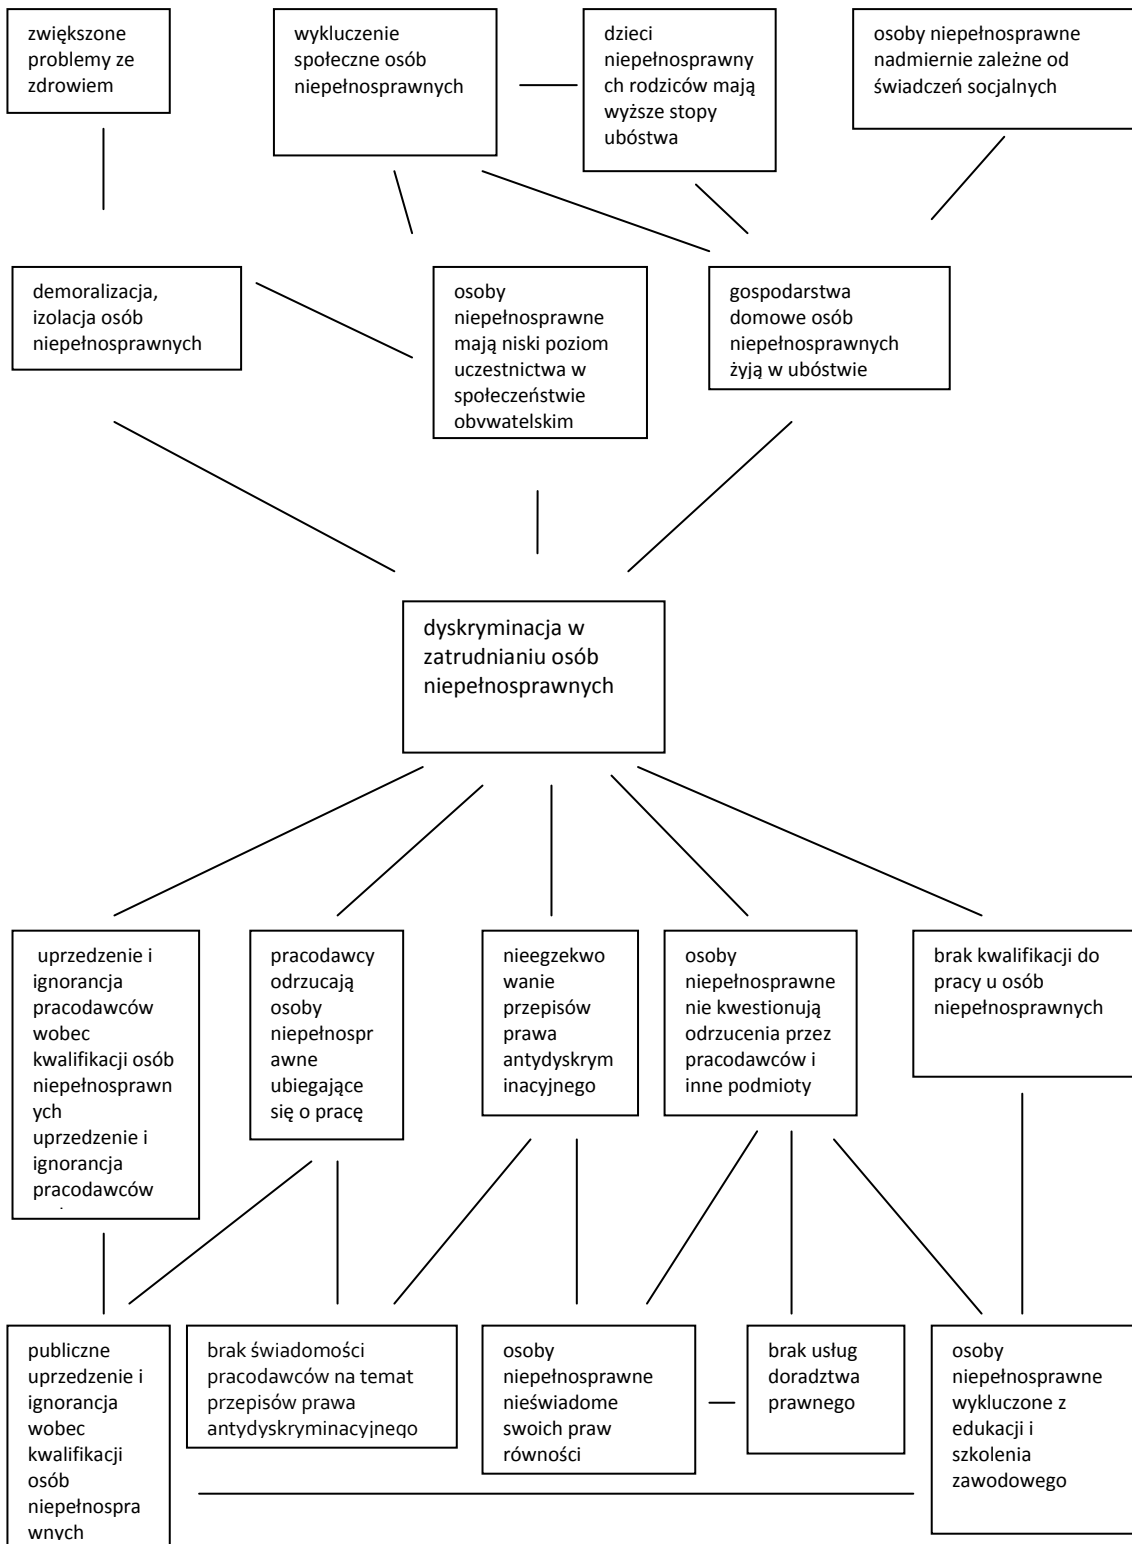 zwiększone
problemy ze
zdrowiem
wykluczenie
społeczne osób
niepełnosprawnych
dzieci
niepełnosprawny
ch rodziców mają
wyższe stopy
ubóstwa
osoby niepełnosprawne
nadmiernie zależne od
świadczeń socjalnych
demoralizacja,
izolacja osób
niepełnosprawnych
osoby
niepełnosprawne
mają niski poziom
uczestnictwa w
społeczeństwie
obywatelskim
gospodarstwa
domowe osób
niepełnosprawnych
żyją w ubóstwie
dyskryminacja w
zatrudnianiu osób
niepełnosprawnych
uprzedzenie i
ignorancja
pracodawców
wobec
kwalifikacji osób
niepełnosprawn
ych
uprzedzenie i
ignorancja
pracodawców
pracodawcy
odrzucają
osoby
niepełnospr
awne
ubiegające
się o pracę
nieegzekwo
wanie
przepisów
prawa
antydyskrym
inacyjnego
osoby
niepełnosprawne
nie kwestionują
odrzucenia przez
pracodawców i
inne podmioty
brak kwalifikacji do
pracy u osób
niepełnosprawnych
publiczne
uprzedzenie i
ignorancja
wobec
kwalifikacji
osób
niepełnospra
wnych
brak świadomości
pracodawców na temat
przepisów prawa
antydyskryminacyjnego
osoby
niepełnosprawne
nieświadome
swoich praw
równości
brak usług
doradztwa
prawnego
osoby
niepełnosprawne
wykluczone z
edukacji i
szkolenia
zawodowego